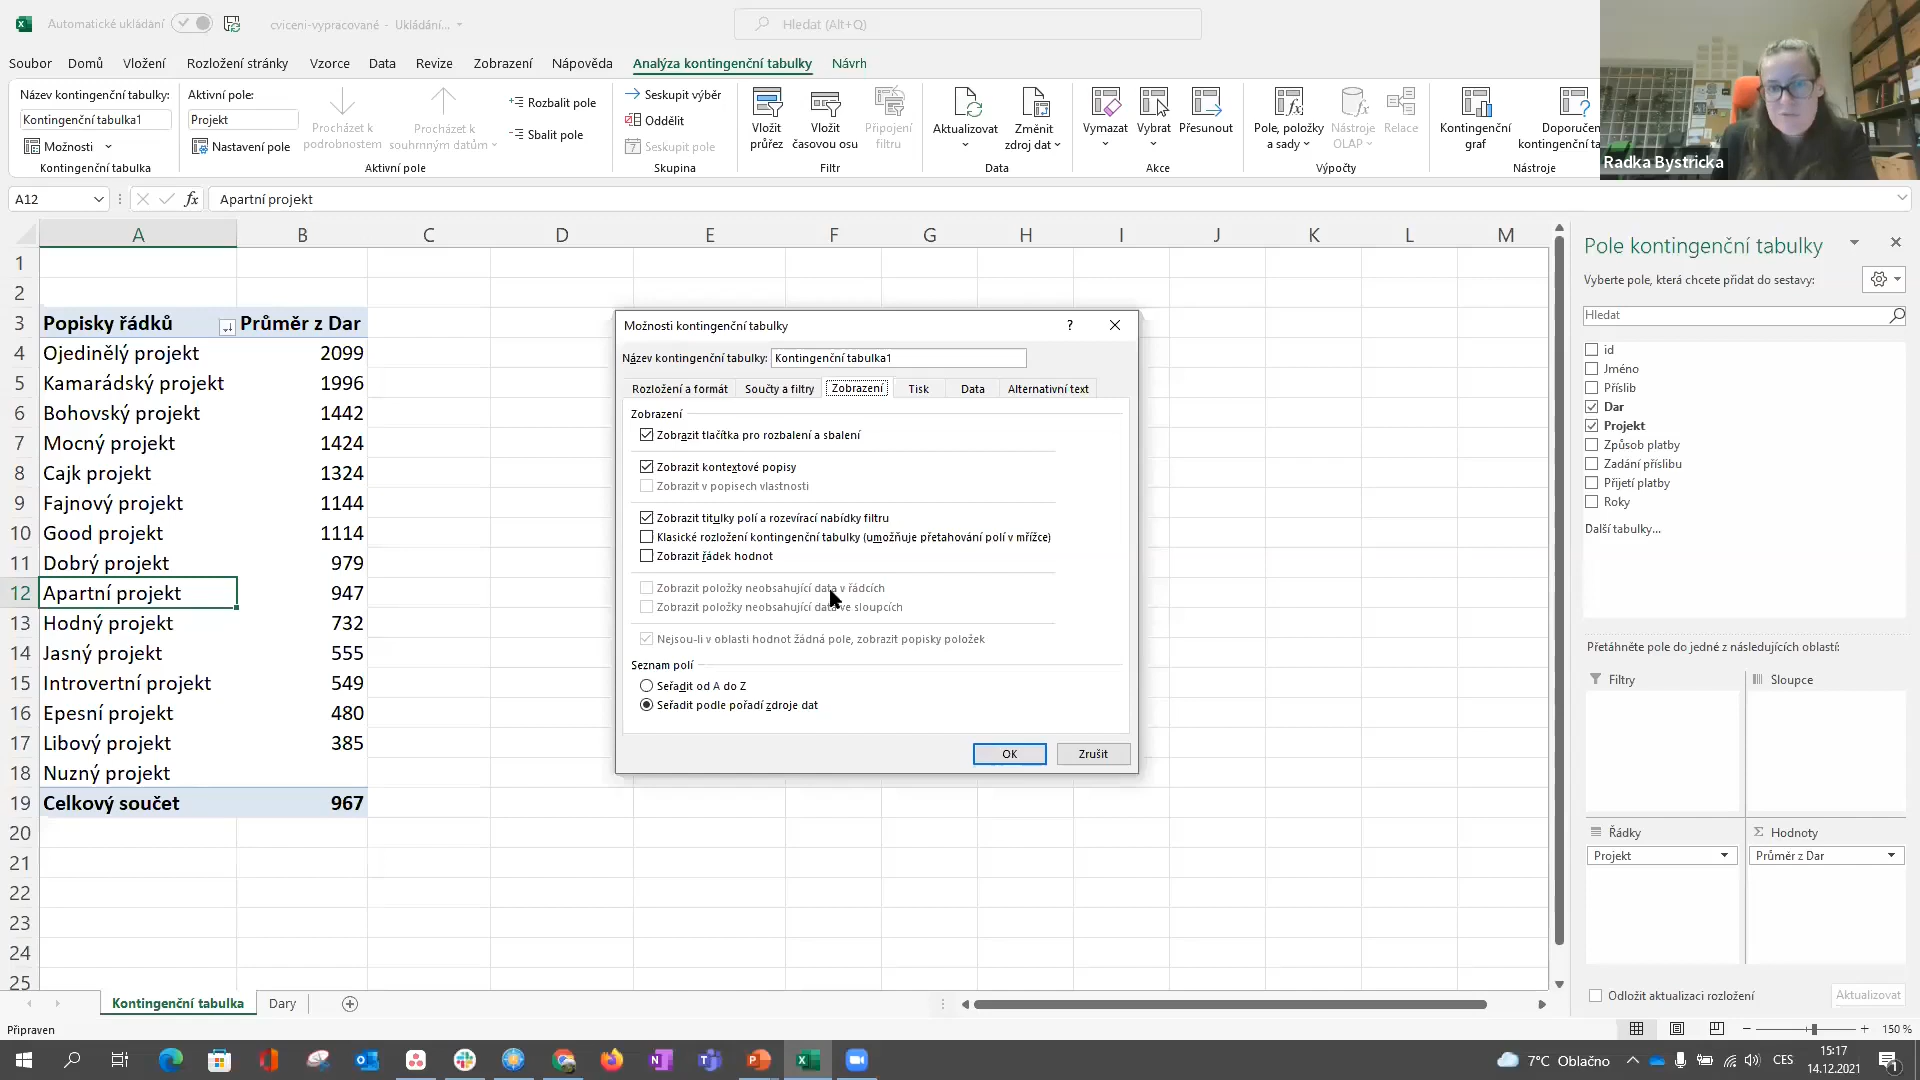 Automatické ukládání
cviceni-vypracované - Ukládání...
Hledat (Alt+Q)
Soubor Domů Vložení Rozložení stránky Vzorce Data Revize Zobrazení Nápověda Analýza kontingenční tabulky Návrh
Název kontingenční tabulky:
Kontingenční tabulka1
Možnosti
Kontingenční tabulka
Aktivní pole:
Projekt
Nastavení pole
Procházet k podrobnostem
Procházet k souhrnným datům
Rozbalit pole
Sbalit pole
Aktivní pole
Seskupit výběr
Oddělit
Seskupit pole
Skupina
Vložit průřez
Vložit časovou osu
Připojení filtru
Filtr
Aktualizovat
Změnit zdroj dat
Data
Vymazat
Vybrat
Přesunout
Akce
Pole, položky a sady
Nástroje OLAP
Relace
Výpočty
Kontingenční graf
Doporučen
kontingenční ta
Nástroje
Radka Bystricka
A12
fx
Apartní projekt
A B C D E F G H I J K L M
1
2
3 Popisky řádků Průměr z Dar
4 Ojedinělý projekt 2099
5 Kamarádský projekt 1996
6 Bohovský projekt 1442
7 Mocný projekt 1424
8 Cajk projekt 1324
9 Fajnový projekt 1144
10 Good projekt 1114
11 Dobrý projekt 979
12 Apartní projekt 947
13 Hodný projekt 732
14 Jasný projekt 555
15 Introvertní projekt 549
16 Epesní projekt 480
17 Libový projekt 385
18 Nuzný projekt
19 Celkový součet 967
20
21
22
23
24
25
Možnosti kontingenční tabulky ?
Název kontingenční tabulky: Kontingenční tabulka1
Rozložení a formát Součty a filtry Zobrazení Tisk Data Alternativní text
Zobrazení
Zobrazit tlačítka pro rozbalení a sbalení
Zobrazit kontextové popisy
Zobrazit v popisech vlastnosti
Zobrazit titulky polí a rozevírací nabídky filtru
Klasické rozložení kontingenční tabulky (umožňuje přetahování polí v mřížce)
Zobrazit řádek hodnot
Zobrazit položky neobsahující data v řádcích
Zobrazit položky neobsahující data ve sloupcích
Nejsou-li v oblasti hodnot žádná pole, zobrazit popisky položek
Seznam polí
Seřadit od A do Z
Seřadit podle pořadí zdroje dat
OK Zrušit
Pole kontingenční tabulky
Vyberte pole, která chcete přidat do sestavy:
Hledat
id
Jméno
Příslib
Dar
Projekt
Způsob platby
Zadání příslibu
Přijetí platby
Roky
Další tabulky...
Přetáhněte pole do jedné z následujících oblastí:
Filtry
Sloupce
Řádky
Projekt
Hodnoty
Průměr z Dar
Odložit aktualizaci rozložení
Aktualizovat
Kontingenční tabulka Dary
Připraven
150 %
7°C Oblačno
CES
15:17
14.12.2021
1